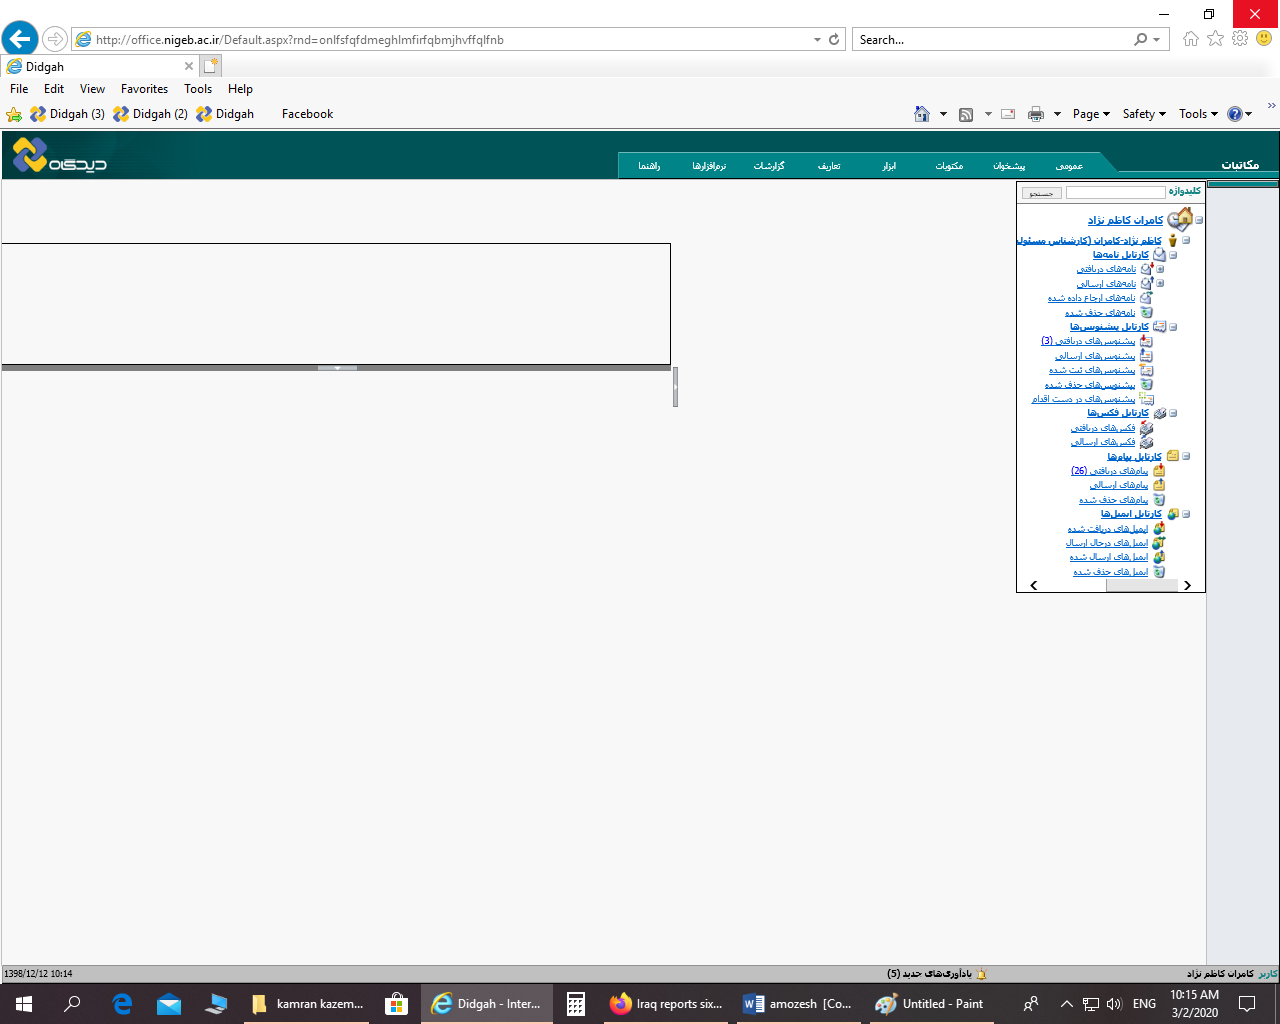 http://office.nigeb.ac.ir/Default.aspx?rnd=onlfsfqfdmeghlmfirfqbmjhvffqlfnb
Search...
Didgah
File Edit View Favorites Tools Help
Didgah (3) Didgah (2) Didgah Facebook
Page Safety Tools
دیدگاه
مکاتبات
عمومی پیشخوان مکتوبات ابزار تعاریف گزارشات نرم‌افزارها راهنما
کلیدواژه جستجو
کامران کاظم نژاد
کاظم نژاد-کامران (کارشناس مسئول
کارتابل نامه‌ها
نامه‌های دریافتی
نامه‌های ارسالی
نامه‌های ارجاع داده شده
نامه‌های حذف شده
کارتابل پیشنویس‌ها
پیشنویس‌های دریافتی (3)
پیشنویس‌های ارسالی
پیشنویس‌های ثبت شده
پیشنویس‌های حذف شده
پیشنویس‌های در دست اقدام
کارتابل فکس‌ها
فکس‌های دریافتی
فکس‌های ارسالی
کارتابل پیام‌ها
پیام‌های دریافتی (26)
پیام‌های ارسالی
پیام‌های حذف شده
کارتابل ایمیل‌ها
ایمیل‌های دریافت شده
ایمیل‌های درحال ارسال
ایمیل‌های ارسال شده
ایمیل‌های حذف شده
کاربر کامران کاظم نژاد
یادآوری‌های جدید (5)
1398/12/12 10:14
kamran kazem... Didgah - Inter... Iraq reports six... amozesh [Co... Untitled - Paint ENG
10:15 AM
3/2/2020